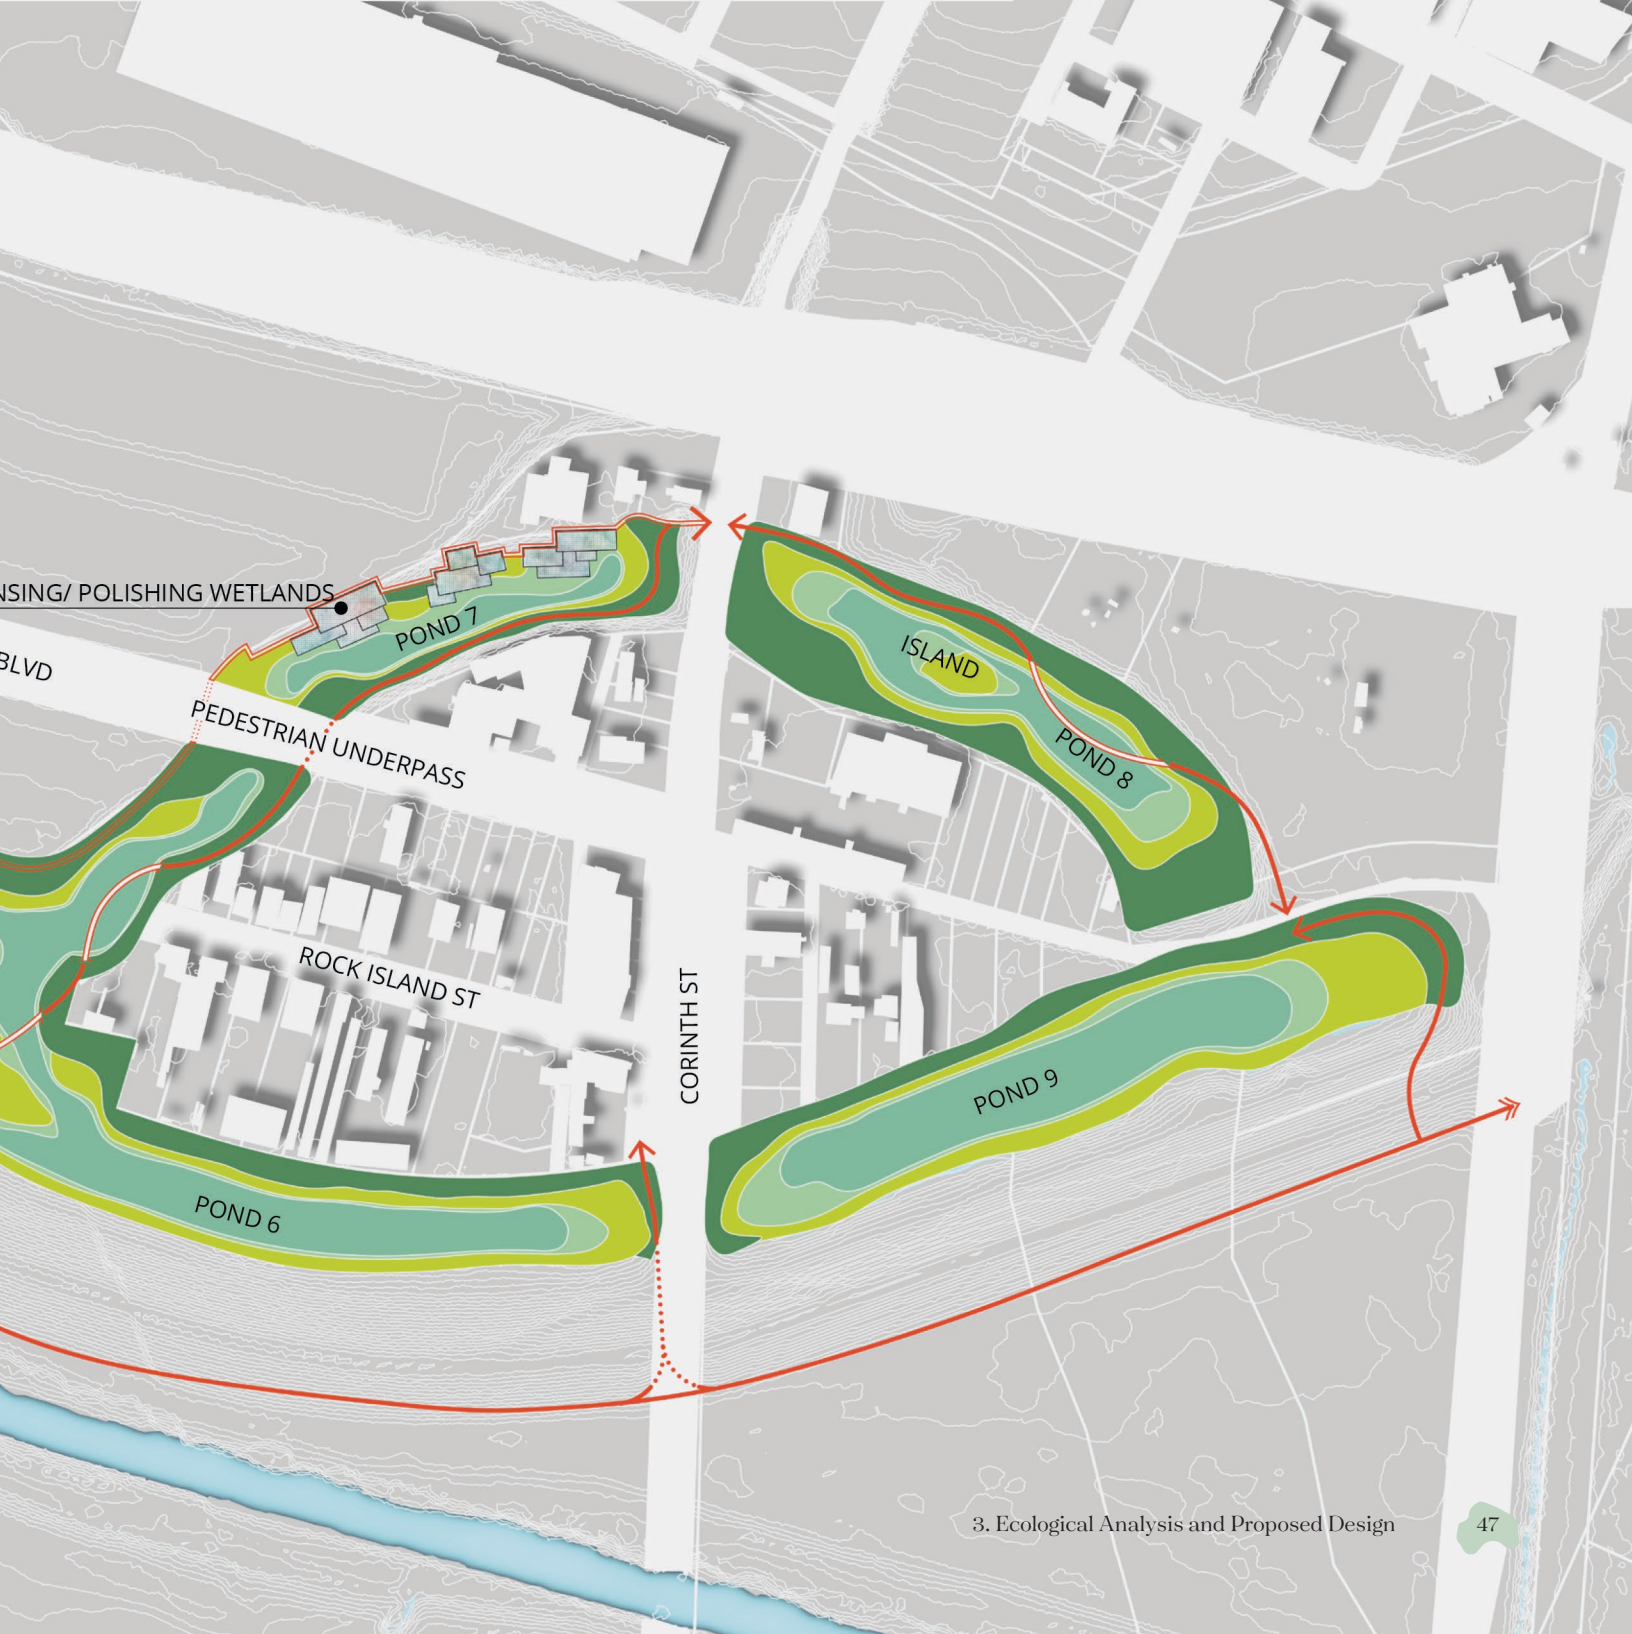 NSING/ POLISHING WETLANDS
POND 7
ISLAND
BLVD
PEDESTRIAN UNDERPASS
POND 8
ROCK ISLAND ST
CORINTH ST
POND 9
POND 6
3. Ecological Analysis and Proposed Design 47